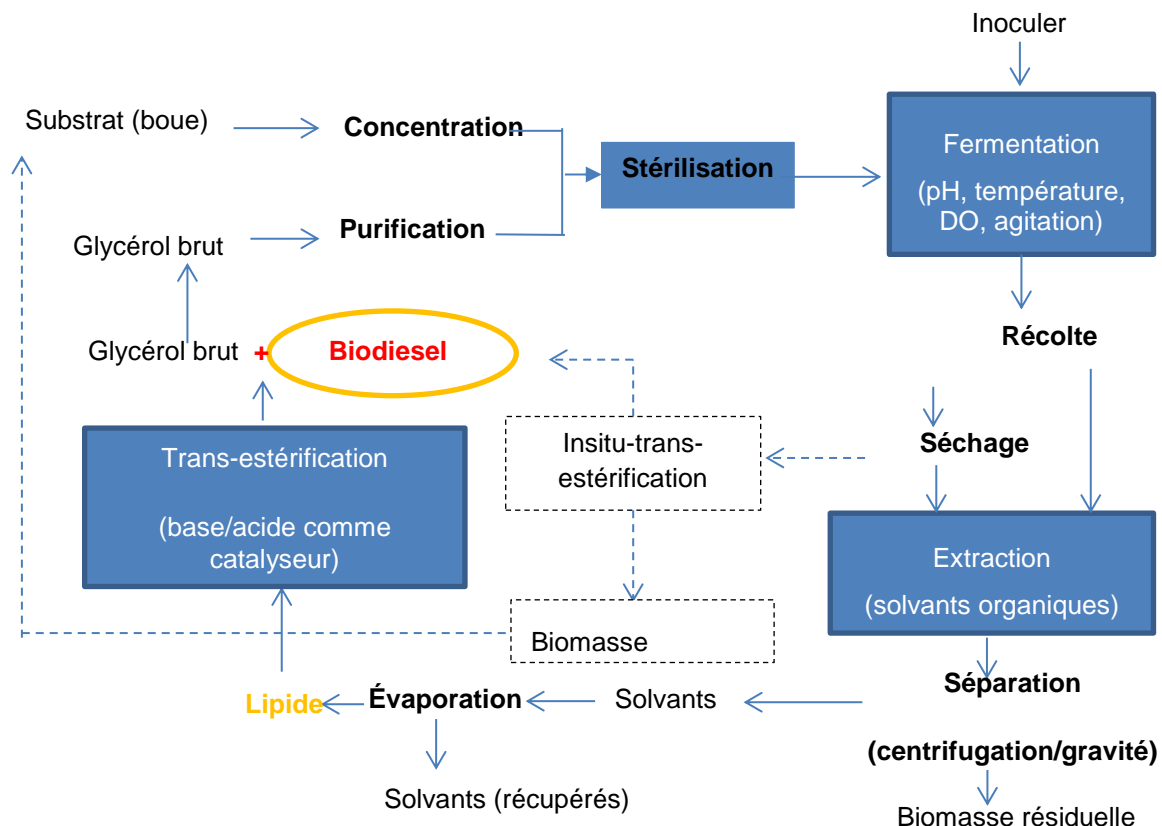 Inoculer
Substrat (boue)
Concentration
Stérilisation
Fermentation
(pH, température,
DO, agitation)
Glycérol brut
Purification
Récolte
Glycérol brut
+
Biodiesel
Trans-estérification
(base/acide comme
catalyseur)
Insitu-trans-
estérification
Séchage
Extraction
(solvants organiques)
Biomasse
Séparation
Lipide
Évaporation
Solvants
(centrifugation/gravité)
Solvants (récupérés)
Biomasse résiduelle